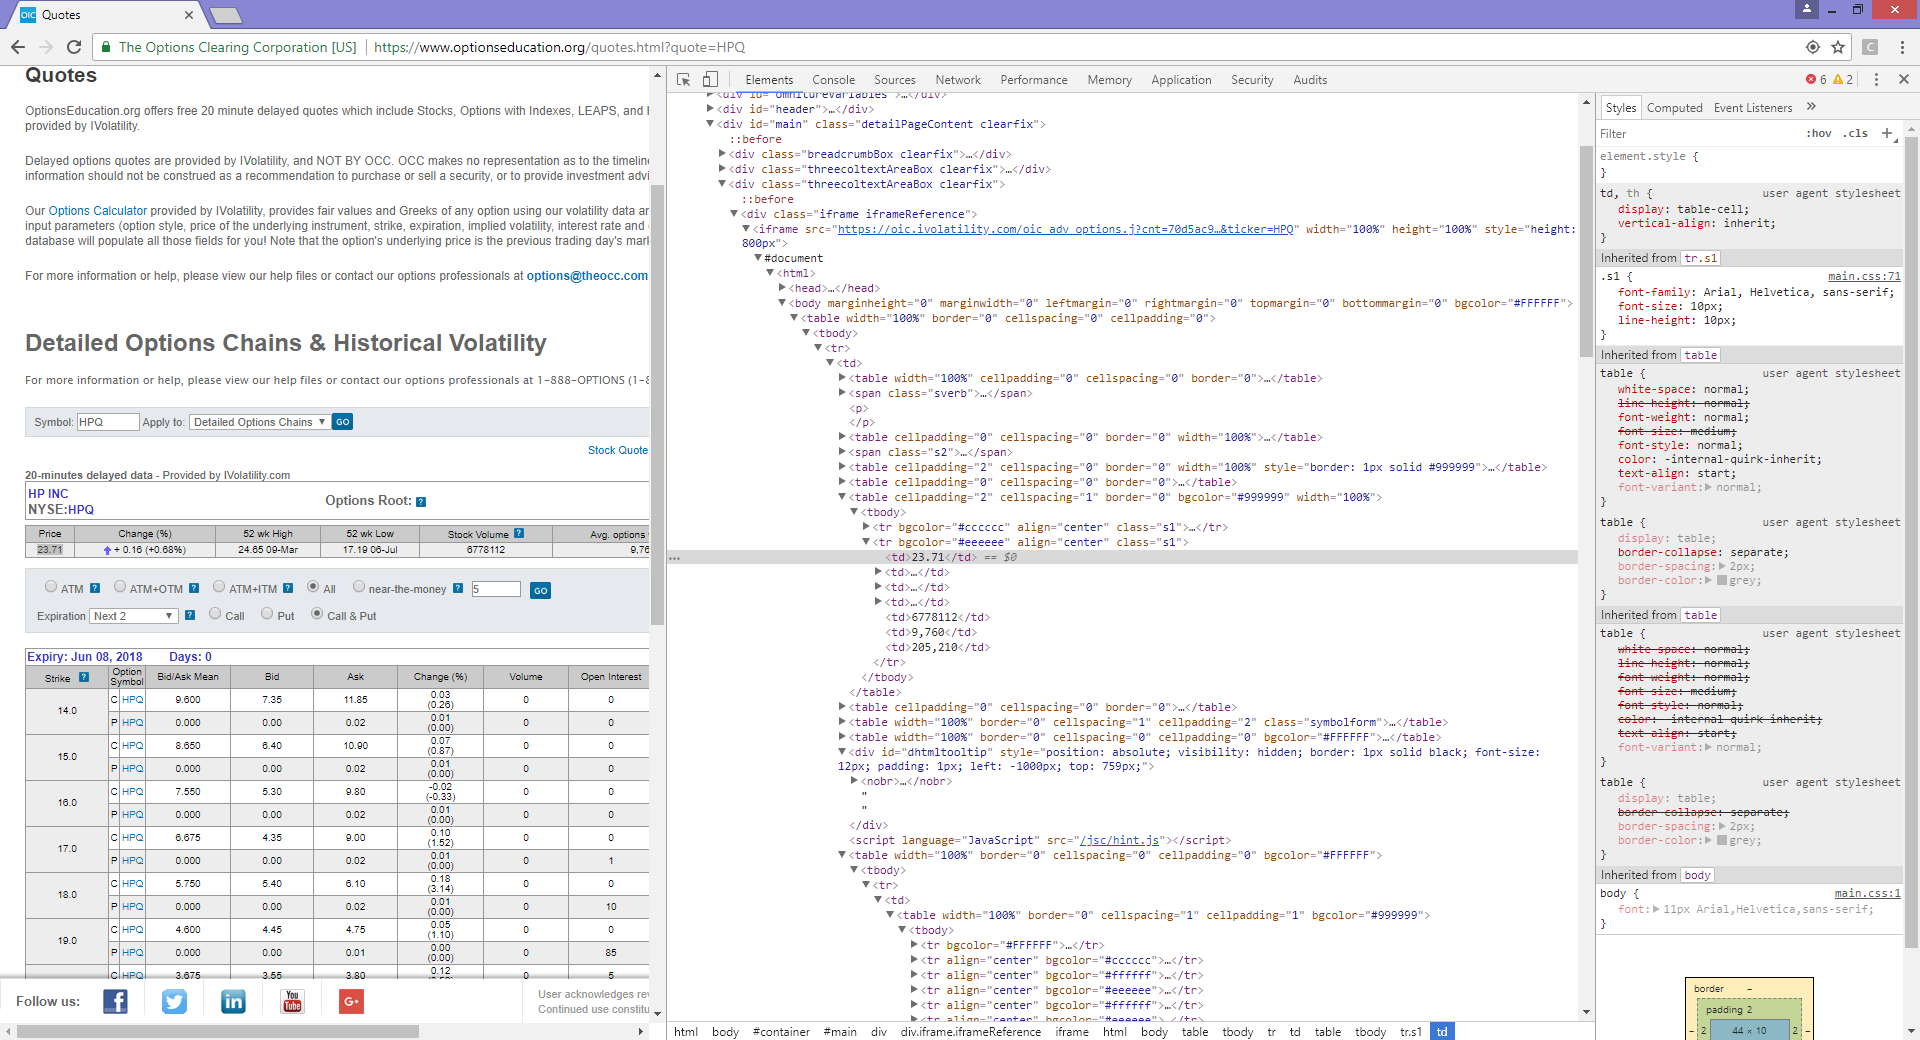 Quotes
The Options Clearing Corporation [US] | https://www.optionseducation.org/quotes.html?quote=HPQ
Quotes
OptionsEducation.org offers free 20 minute delayed quotes which include Stocks, Options with Indexes, LEAPS, and
provided by IVolatility.
Delayed options quotes are provided by IVolatility, and NOT BY OCC. OCC makes no representation as to the timeline
information should not be construed as a recommendation to purchase or sell a security, or to provide investment advi
Our Options Calculator provided by IVolatility, provides fair values and Greeks of any option using our volatility data a
input parameters (option style, price of the underlying instrument, strike, expiration, implied volatility, interest rate and
database will populate all those fields for you! Note that the option's underlying price is the previous trading day's mar
For more information or help, please view our help files or contact our options professionals at options@theocc.com
Detailed Options Chains & Historical Volatility
For more information or help, please view our help files or contact our options professionals at 1-888-OPTIONS (1-8
Symbol: HPQ Apply to: Detailed Options Chains GO
Stock Quote
20-minutes delayed data - Provided by IVolatility.com
HP INC
NYSE:HPQ
Options Root: ?
Price Change (%) 52 wk High 52 wk Low Stock Volume ? Avg. options
23.71 + 0.16 (+0.68%) 24.65 09-Mar 17.19 06-Jul 6778112 9,76
ATM ? ATM+OTM ? ATM+ITM ? All near-the-money ? 5 GO
Expiration Next 2 ? Call Put Call & Put
Expiry: Jun 08, 2018 Days: 0
Strike ? Option Symbol Bid/Ask Mean Bid Ask Change (%) Volume Open Interest
14.0 C HPQ 9.600 7.35 11.85 0.03 (0.26) 0 0
P HPQ 0.000 0.00 0.02 0.01 (0.00) 0 0
15.0 C HPQ 8.650 6.40 10.90 0.07 (0.87) 0 0
P HPQ 0.000 0.00 0.02 0.01 (0.00) 0 0
16.0 C HPQ 7.550 5.30 9.80 -0.02 (-0.33) 0 0
P HPQ 0.000 0.00 0.02 0.01 (0.00) 0 0
17.0 C HPQ 6.675 4.35 9.00 0.10 (1.52) 0 0
P HPQ 0.000 0.00 0.02 0.01 (0.00) 0 1
18.0 C HPQ 5.750 5.40 6.10 0.18 (3.14) 0 0
P HPQ 0.000 0.00 0.02 0.01 (0.00) 0 10
19.0 C HPQ 4.600 4.45 4.75 0.05 (1.10) 0 0
P HPQ 0.000 0.00 0.01 0.00 (0.00) 0 85
C HPQ 3.675 3.55 3.80 0.12 0 5
Follow us:
User acknowledges rev
Continued use constitu
Elements Console Sources Network Performance Memory Application Security Audits 6 2
<div id="omniturevariables">…</div>
<div id="header">…</div>
<div id="main" class="detailPageContent clearfix">
::before
<div class="breadcrumbBox clearfix">…</div>
<div class="threecoltextAreaBox clearfix">…</div>
<div class="threecoltextAreaBox clearfix">
::before
<div class="iframe iframeReference">
<iframe src="https://oic.ivolatility.com/oic_adv_options.j?cnt=70d5ac9…&ticker=HPQ" width="100%" height="100%" style="height:
800px">
#document
<html>
<head>…</head>
<body marginheight="0" marginwidth="0" leftmargin="0" rightmargin="0" topmargin="0" bottommargin="0" bgcolor="#FFFFFF">
<table width="100%" border="0" cellspacing="0" cellpadding="0">
<tbody>
<tr>
<td>
<table width="100%" cellpadding="0" cellspacing="0" border="0">…</table>
<span class="sverb">…</span>
<p>
</p>
<table cellpadding="0" cellspacing="0" border="0" width="100%">…</table>
<span class="s2">…</span>
<table cellpadding="2" cellspacing="0" border="0" width="100%" style="border: 1px solid #999999">…</table>
<table cellpadding="0" cellspacing="0" border="0">…</table>
<table cellpadding="2" cellspacing="1" border="0" bgcolor="#999999" width="100%">
<tbody>
<tr bgcolor="#cccccc" align="center" class="s1">…</tr>
<tr bgcolor="#eeeeee" align="center" class="s1">
<td>23.71</td> == $0
<td>…</td>
<td>…</td>
<td>…</td>
<td>6778112</td>
<td>9,760</td>
<td>205,210</td>
</tr>
</tbody>
</table>
<table cellpadding="0" cellspacing="0" border="0">…</table>
<table width="100%" border="0" cellspacing="1" cellpadding="2" class="symbolform">…</table>
<table width="100%" border="0" cellspacing="0" cellpadding="0" bgcolor="#FFFFFF">…</table>
<div id="dhtmltooltip" style="position: absolute; visibility: hidden; border: 1px solid black; font-size:
12px; padding: 1px; left: -1000px; top: 759px;">
<nobr>…</nobr>
"
"
</div>
<script language="JavaScript" src="/jsc/hint.js"></script>
<table width="100%" border="0" cellspacing="0" cellpadding="0" bgcolor="#FFFFFF">
<tbody>
<tr>
<td>
<table width="100%" border="0" cellspacing="1" cellpadding="1" bgcolor="#999999">
<tbody>
<tr bgcolor="#FFFFFF">…</tr>
<tr align="center" bgcolor="#cccccc">…</tr>
<tr align="center" bgcolor="#ffffff">…</tr>
<tr align="center" bgcolor="#eeeeee">…</tr>
<tr align="center" bgcolor="#ffffff">…</tr>
<tr align="center" bgcolor="#eeeeee">…</tr>
html body #container #main div div.iframe.iframeReference iframe html body table tbody tr td table tbody tr.s1 td
Styles Computed Event Listeners »
Filter :hov .cls +
element.style {
}
td, th { user agent stylesheet
display: table-cell;
vertical-align: inherit;
}
Inherited from tr.s1
.s1 { main.css:71
font-family: Arial, Helvetica, sans-serif;
font-size: 10px;
line-height: 10px;
}
Inherited from table
table { user agent stylesheet
white-space: normal;
line-height: normal;
font-weight: normal;
font-size: medium;
font-style: normal;
color: -internal-quirk-inherit;
text-align: start;
font-variant: normal;
}
table { user agent stylesheet
display: table;
border-collapse: separate;
border-spacing: 2px;
border-color: grey;
}
Inherited from table
table { user agent stylesheet
white-space: normal;
line-height: normal;
font-weight: normal;
font-size: medium;
font-style: normal;
color: -internal-quirk-inherit;
text-align: start;
font-variant: normal;
}
table { user agent stylesheet
display: table;
border-collapse: separate;
border-spacing: 2px;
border-color: grey;
}
Inherited from body
body { main.css:1
font: 11px Arial,Helvetica,sans-serif;
}
border –
padding 2
– 2 44 × 10 2 –